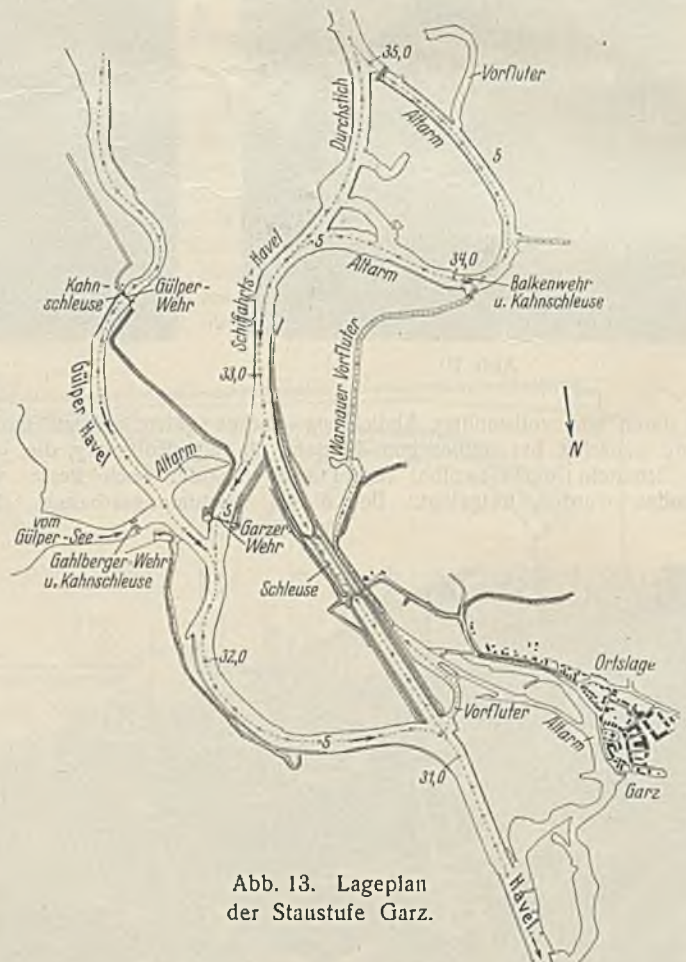 35,0
Vorfluter
Durchstich
Altarm
5
Schiffahrts-Havel
5
Altarm
34,0
Balkenwehr
u. Kahnschleuse
Kahn-
schleuse
Gülper-
Wehr
Gülper Havel
33,0
Warnauer Vorfluter
N
Altarm
vom
Gülper-See
Gahlberger-Wehr
u. Kahnschleuse
5
Garzer-
Wehr
Schleuse
32,0
Ortslage
Vorfluter
Altarm
5
31,0
Garz
Havel
Abb. 13. Lageplan
der Staustufe Garz.